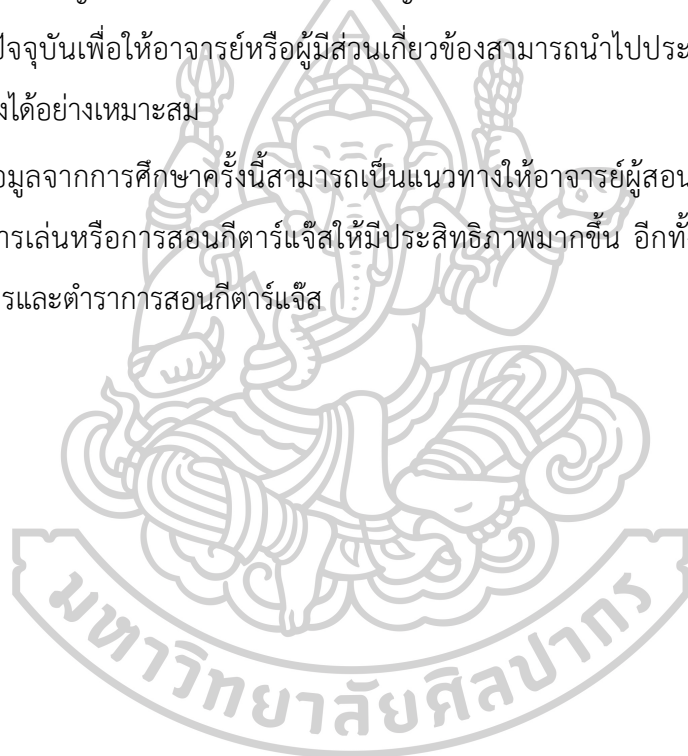 ปัจจุบันเพื่อให้อาจารย์หรือผู้มีส่วนเกี่ยวข้องสามารถนำไปประ
งได้อย่างเหมาะสม
อมูลจากการศึกษาครั้งนี้สามารถเป็นแนวทางให้อาจารย์ผู้สอน
ารเล่นหรือการสอนกีตาร์แจ๊สให้มีประสิทธิภาพมากขึ้น อีกทั้
รและตำราการสอนกีตาร์แจ๊ส
มหาวิทยาลัยศิลปากร